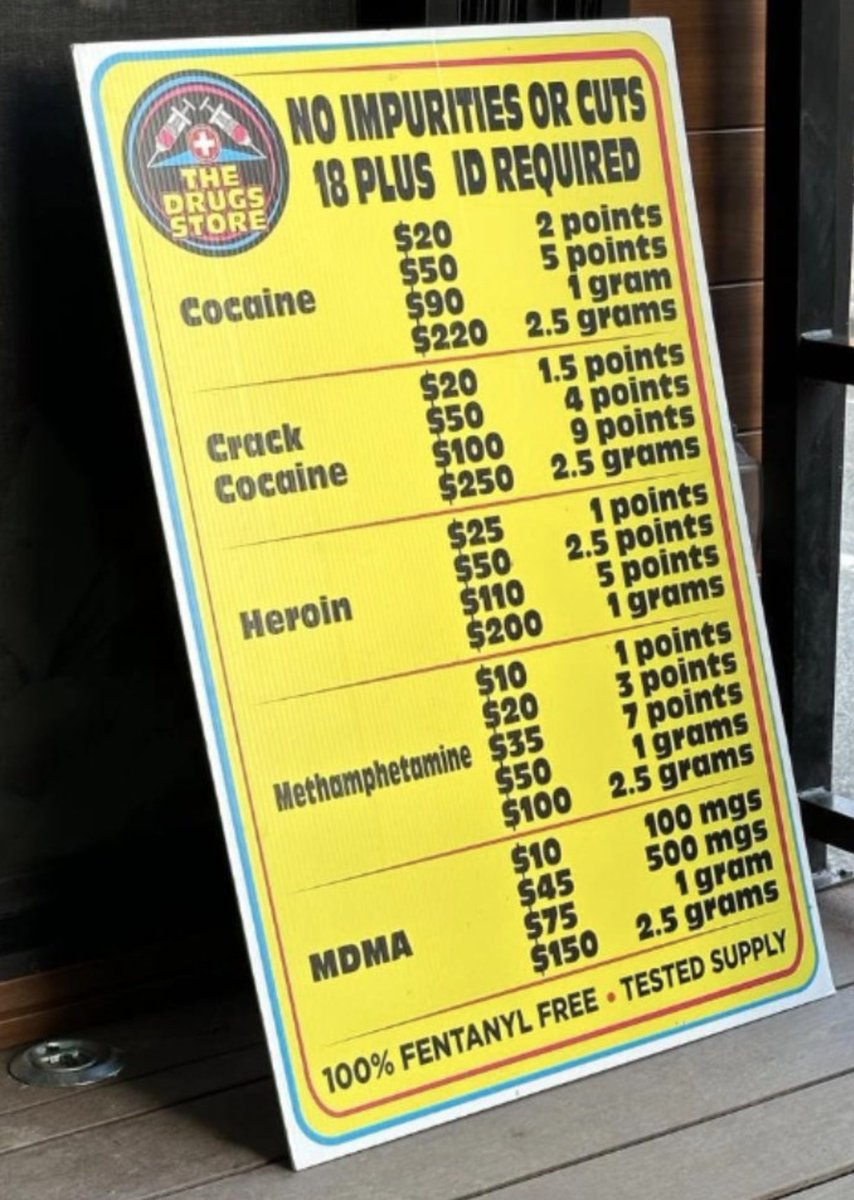 THE
DRUGS
STORE
NO IMPURITIES OR CUTS
18 PLUS ID REQUIRED
Cocaine
$20 2 points
$50 5 points
$90 1 gram
$220 2.5 grams
Crack
Cocaine
$20 1.5 points
$50 4 points
$100 9 points
$250 2.5 grams
Heroin
$25 1 points
$50 2.5 points
$110 5 points
$200 1 grams
Methamphetamine
$10 1 points
$20 3 points
$35 7 points
$50 1 grams
$100 2.5 grams
MDMA
$10 100 mgs
$45 500 mgs
$75 1 gram
$150 2.5 grams
100% FENTANYL FREE • TESTED SUPPLY